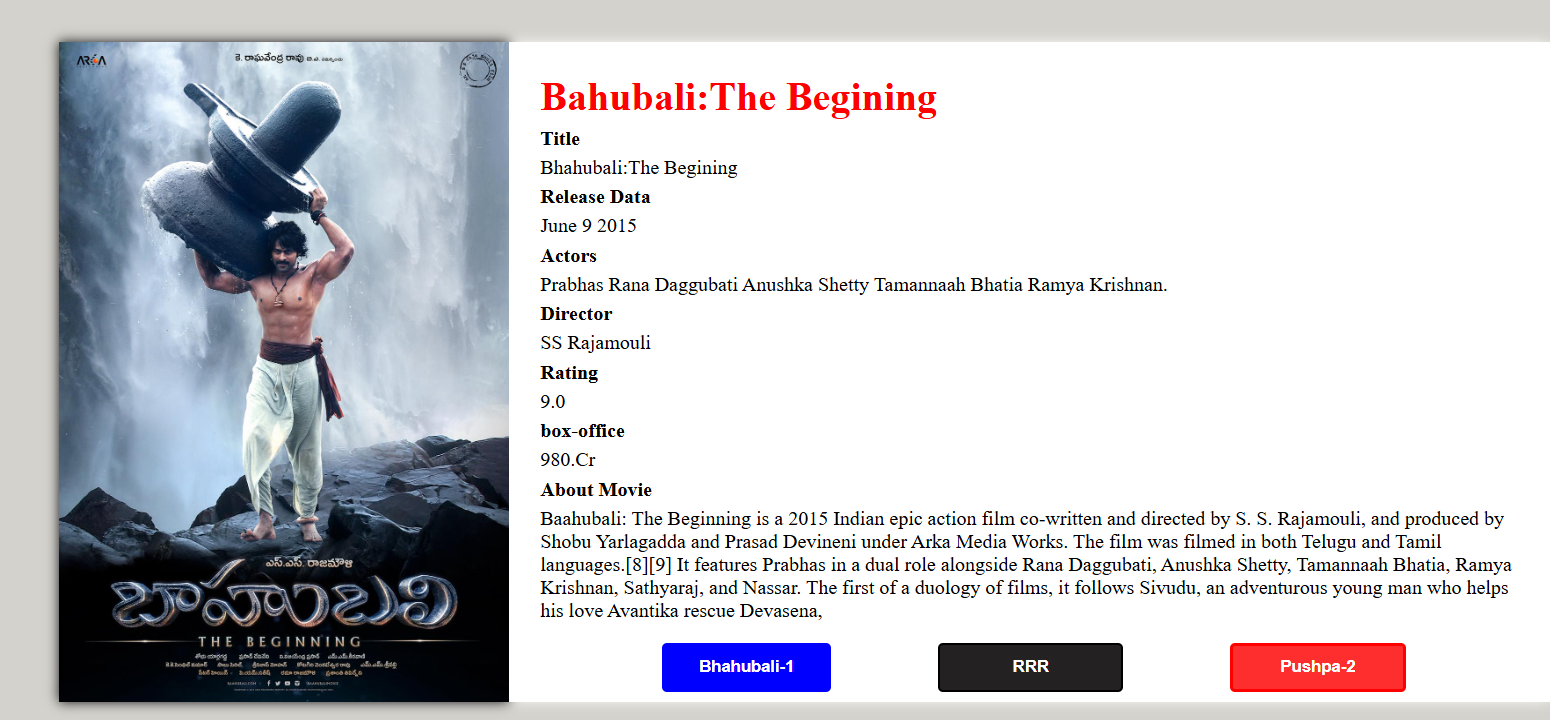 ARKA
కె. రాఘవేంద్ర రావు
ఎస్.ఎస్. రాజమౌళి
బాహుబలి
THE BEGINNING
Bahubali:The Begining
Title
Bhahubali:The Begining
Release Data
June 9 2015
Actors
Prabhas Rana Daggubati Anushka Shetty Tamannaah Bhatia Ramya Krishnan.
Director
SS Rajamouli
Rating
9.0
box-office
980.Cr
About Movie
Baahubali: The Beginning is a 2015 Indian epic action film co-written and directed by S. S. Rajamouli, and produced by
Shobu Yarlagadda and Prasad Devineni under Arka Media Works. The film was filmed in both Telugu and Tamil
languages.[8][9] It features Prabhas in a dual role alongside Rana Daggubati, Anushka Shetty, Tamannaah Bhatia, Ramya
Krishnan, Sathyaraj, and Nassar. The first of a duology of films, it follows Sivudu, an adventurous young man who helps
his love Avantika rescue Devasena,
Bhahubali-1
RRR
Pushpa-2